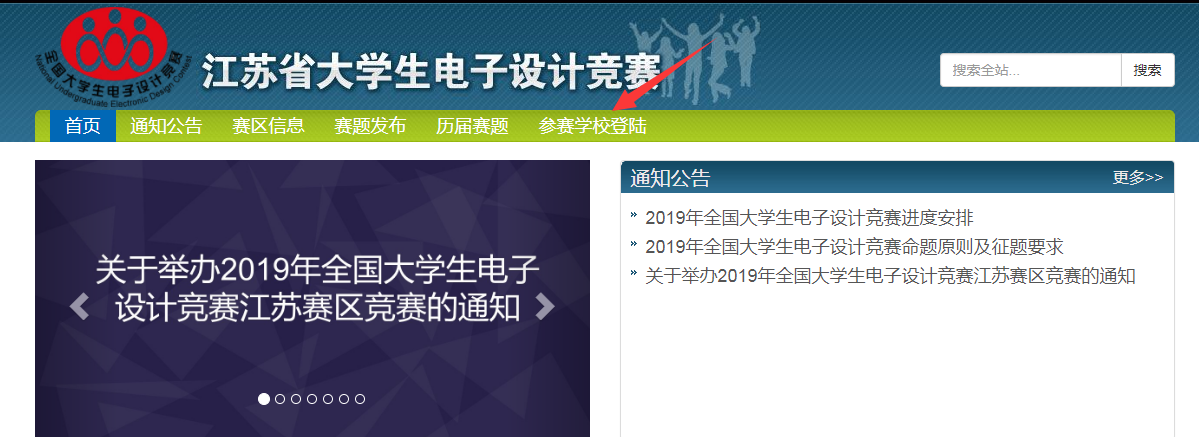 全国大学生电子设计竞赛
National Undergraduate Electronic Design Contest
江苏省大学生电子设计竞赛
搜索全站... 搜索
首页 通知公告 赛区信息 赛题发布 历届赛题 参赛学校登陆
关于举办2019年全国大学生电子
设计竞赛江苏赛区竞赛的通知
通知公告 更多>>
2019年全国大学生电子设计竞赛进度安排
2019年全国大学生电子设计竞赛命题原则及征题要求
关于举办2019年全国大学生电子设计竞赛江苏赛区竞赛的通知